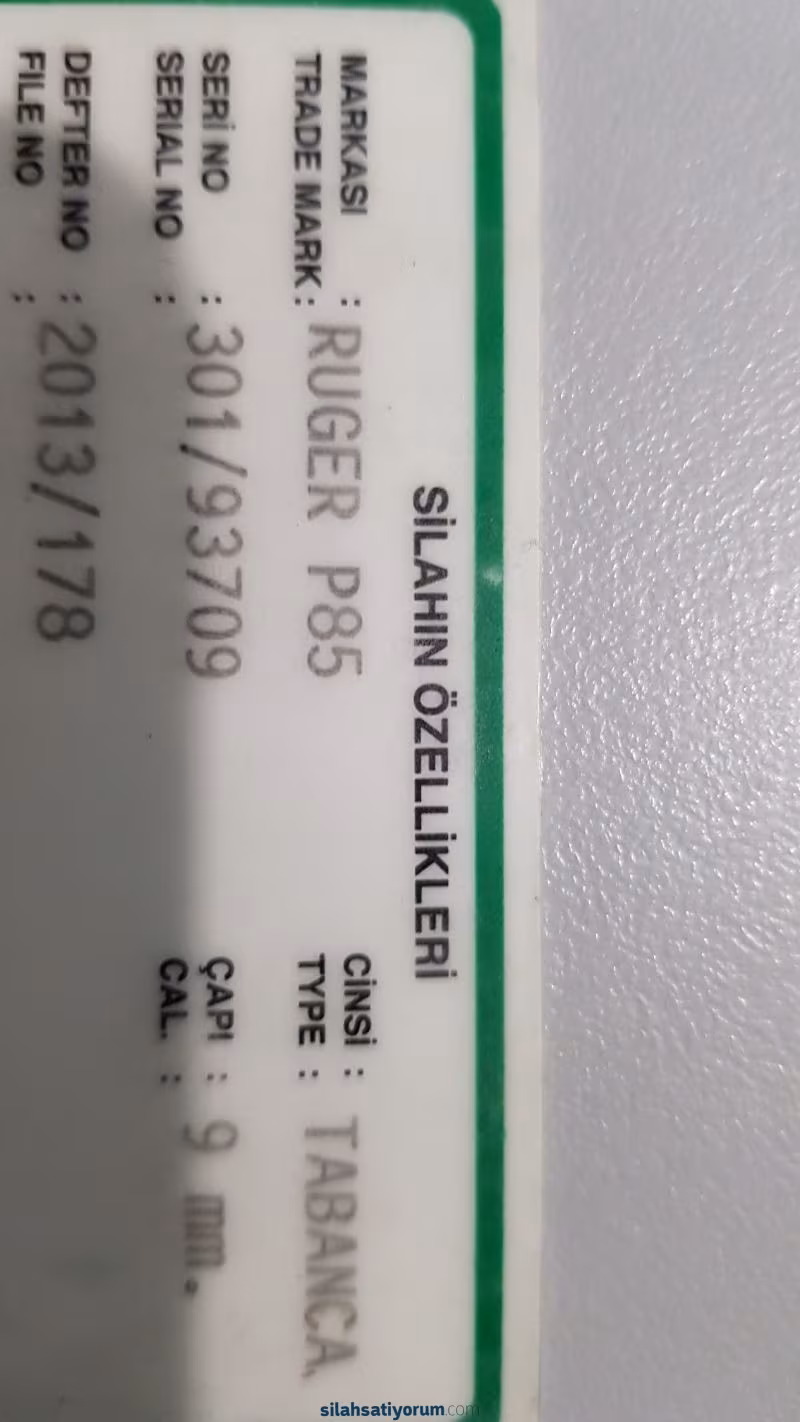 SİLAHIN ÖZELLİKLERİ
MARKASI : CİNSİ :
TRADE MARK : RUGER P85 TYPE : TABANCA.
SERİ NO : 301/93709 ÇAPI : 9 mm.
SERIAL NO : CAL. :
DEFTER NO : 2013/178
FILE NO :
silahsatiyorum.com